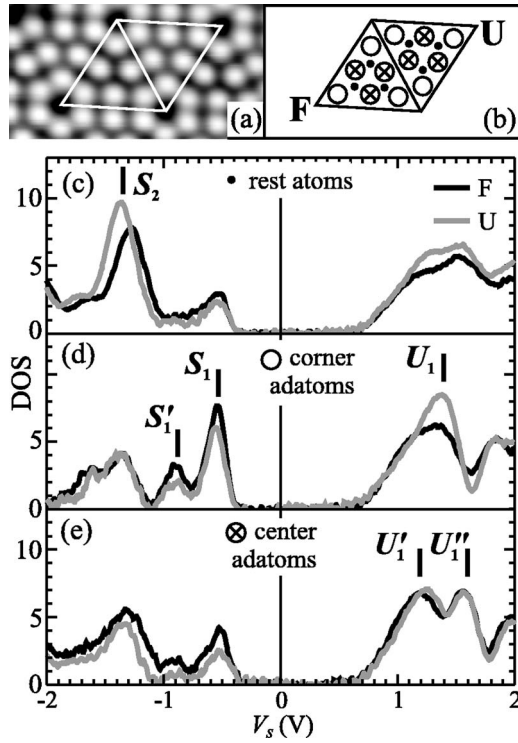 (a)
(b)
F
U
(c)
S₂
rest atoms
F
U
10
5
0
(d)
S₁′
S₁
corner
adatoms
U₁
10
5
0
DOS
(e)
center
adatoms
U₁′
U₁″
10
5
0
-2
-1
0
1
2
Vₛ (V)